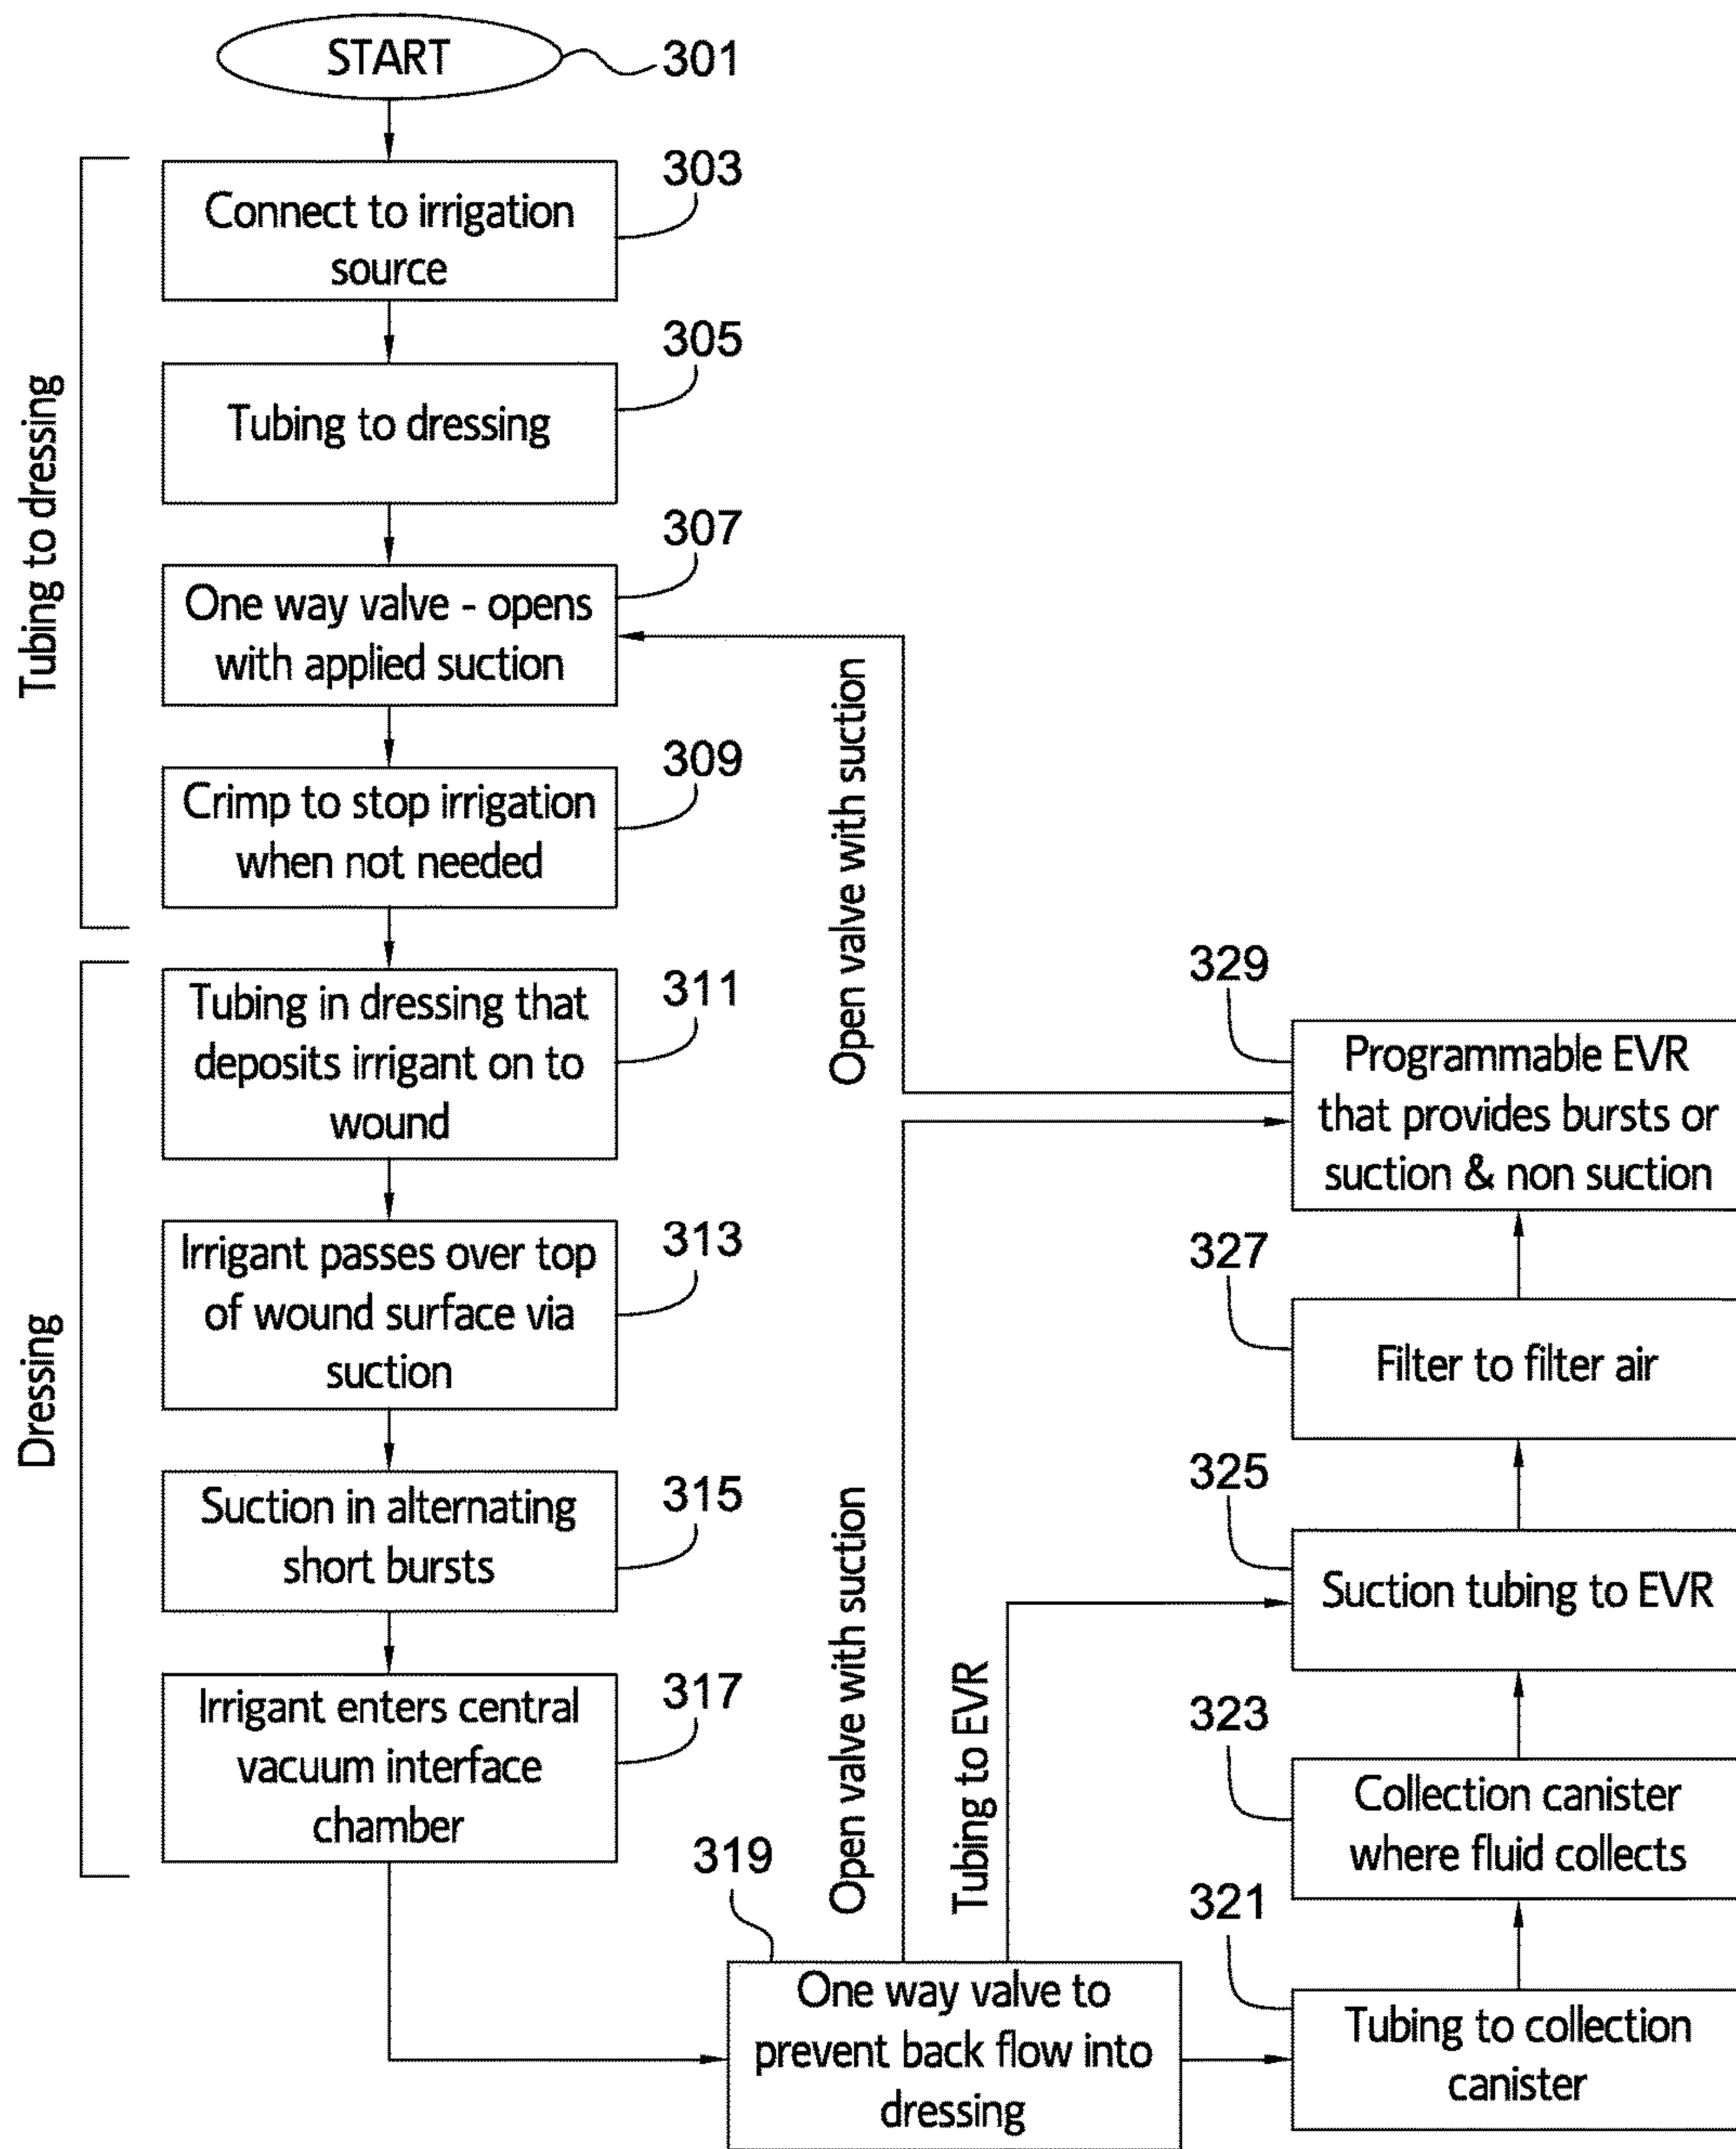 START
301
303
Connect to irrigation
source
305
Tubing to dressing
307
One way valve - opens
with applied suction
309
Crimp to stop irrigation
when not needed
Tubing to dressing
311
Tubing in dressing that
deposits irrigant on to
wound
313
Irrigant passes over top
of wound surface via
suction
315
Suction in alternating
short bursts
317
Irrigant enters central
vacuum interface
chamber
Dressing
319
One way valve to
prevent back flow into
dressing
Open valve with suction
Open valve with suction
Tubing to EVR
329
Programmable EVR
that provides bursts or
suction & non suction
327
Filter to filter air
325
Suction tubing to EVR
323
Collection canister
where fluid collects
321
Tubing to collection
canister